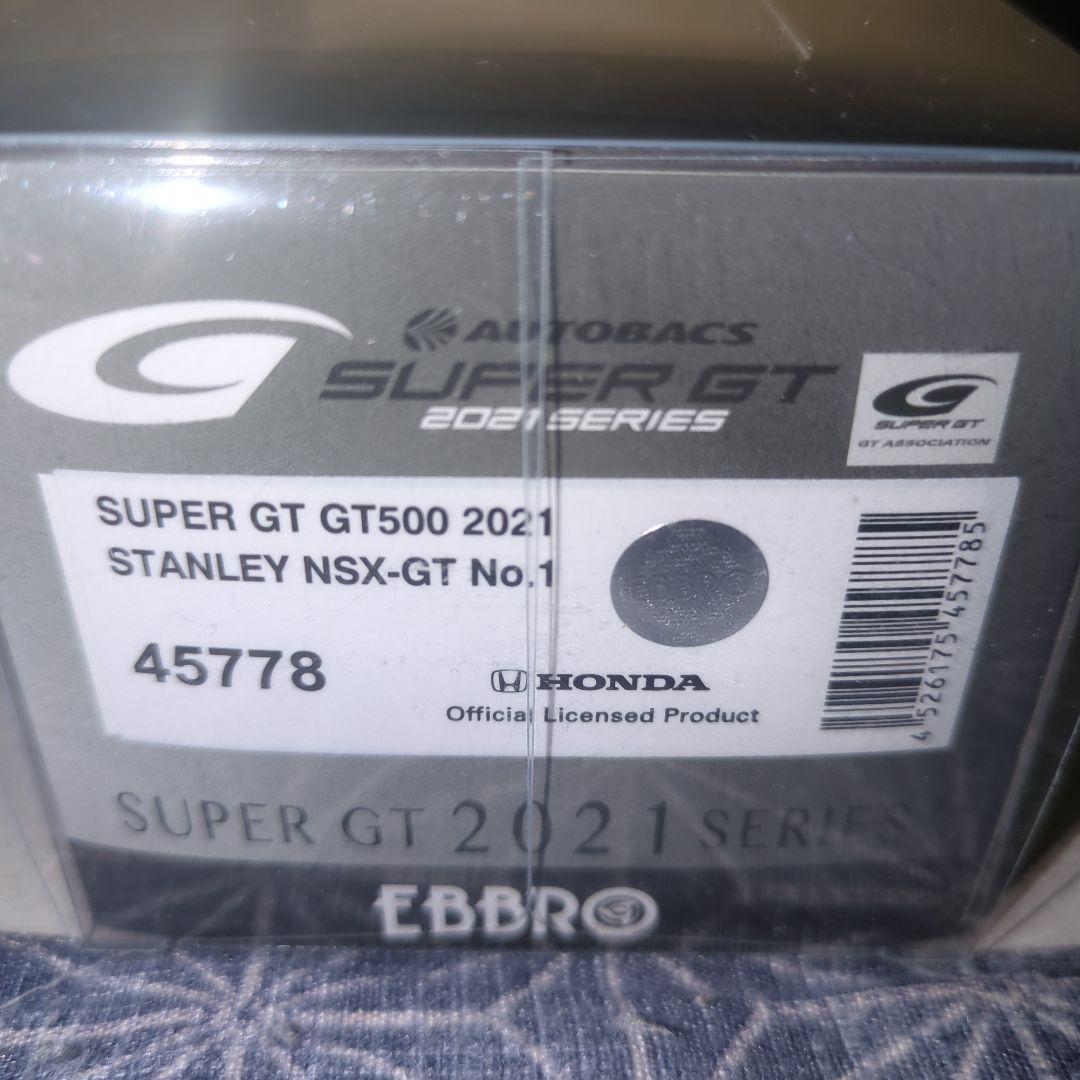 AUTOBACS
SUPER GT
2021 SERIES
SUPER GT
GT ASSOCIATION
SUPER GT GT500 2021
STANLEY NSX-GT No.1
EBBRO
45778
HONDA
Official Licensed Product
4526175457785
SUPER GT 2021 SERIES
EBBRO